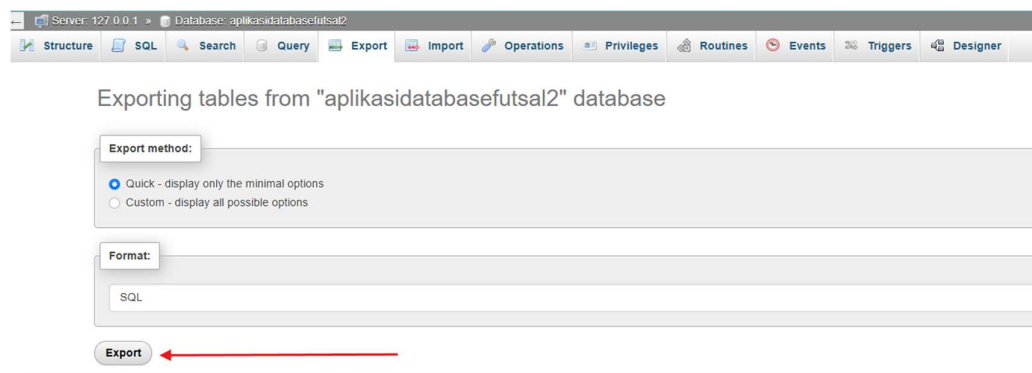 Server: 127.0.0.1 » Database: aplikasidatabasefutsal2
Structure SQL Search Query Export Import Operations Privileges Routines Events Triggers Designer
Exporting tables from "aplikasidatabasefutsal2" database
Export method:
Quick - display only the minimal options
Custom - display all possible options
Format:
SQL
Export